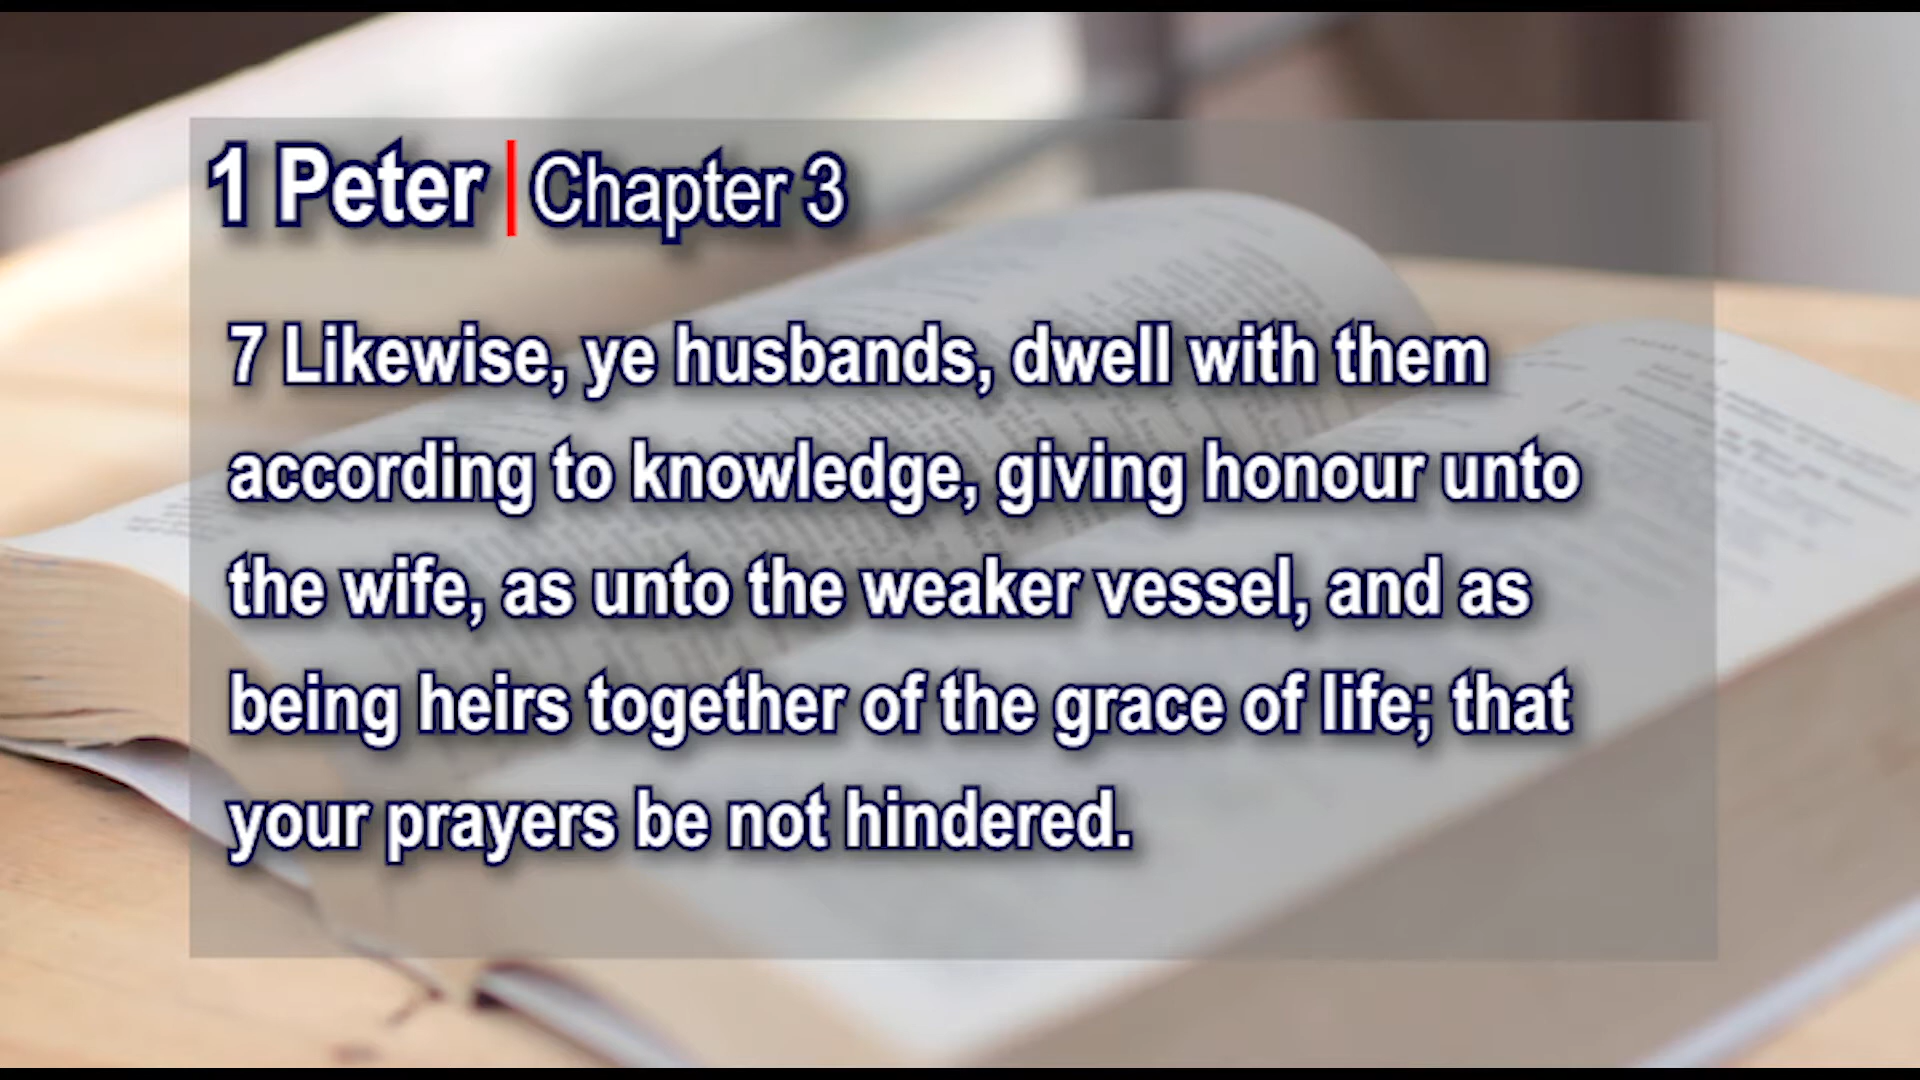 1 Peter | Chapter 3
7 Likewise, ye husbands, dwell with them
according to knowledge, giving honour unto
the wife, as unto the weaker vessel, and as
being heirs together of the grace of life; that
your prayers be not hindered.